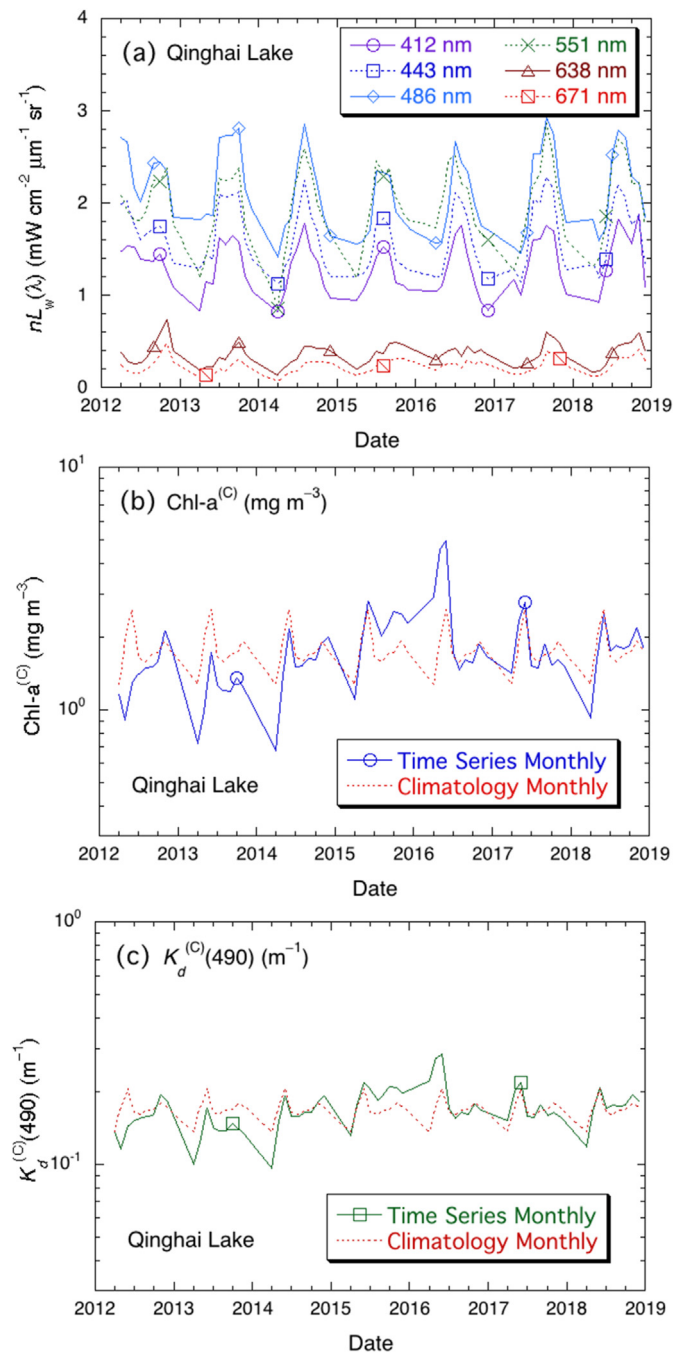 (a) Qinghai Lake
412 nm 551 nm
443 nm 638 nm
486 nm 671 nm
nLw(λ) (mW cm−2 μm−1 sr−1)
4
3
2
1
0
2012 2013 2014 2015 2016 2017 2018 2019
Date
(b) Chl-a(C) (mg m−3)
Chl-a(C) (mg m−3)
10¹
10⁰
Qinghai Lake
Time Series Monthly
Climatology Monthly
2012 2013 2014 2015 2016 2017 2018 2019
Date
(c) Kd(C)(490) (m−1)
Kd(C)(490) (m−1)
10⁰
10⁻¹
Qinghai Lake
Time Series Monthly
Climatology Monthly
2012 2013 2014 2015 2016 2017 2018 2019
Date